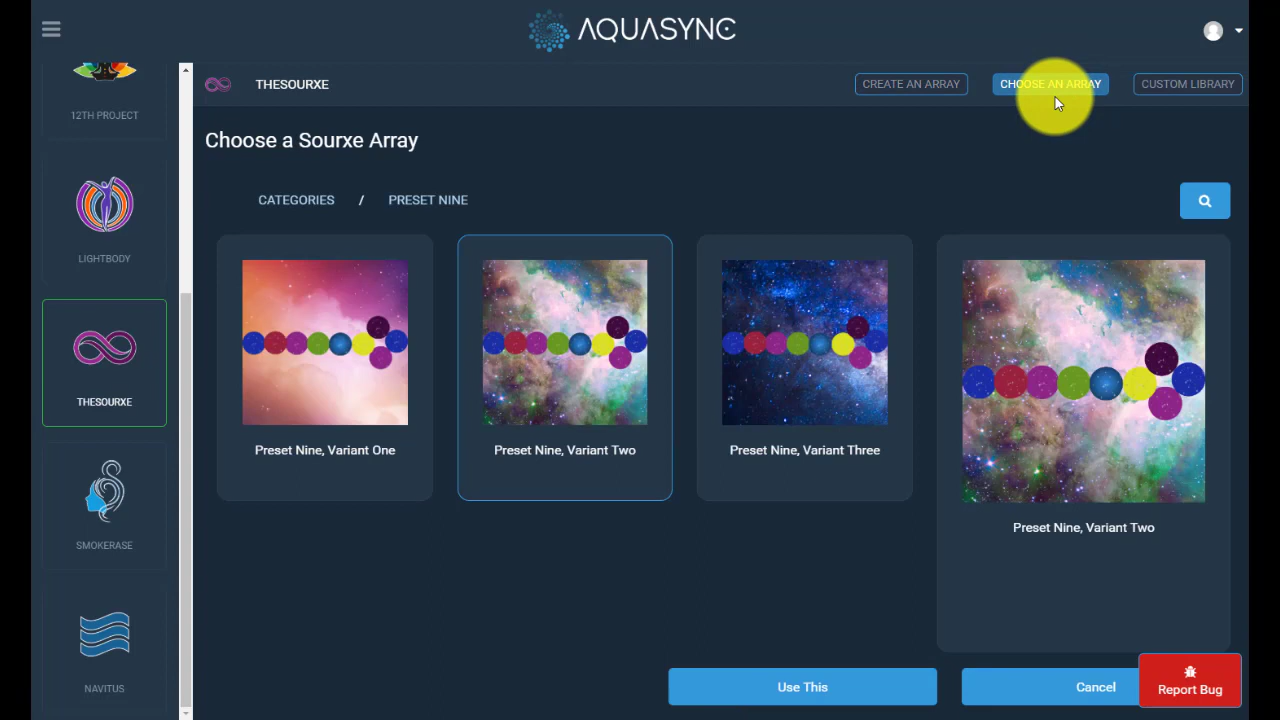 AQUASYNC
12TH PROJECT
LIGHTBODY
THESOURXE
SMOKERASE
NAVITUS
THESOURXE
CREATE AN ARRAY
CHOOSE AN ARRAY
CUSTOM LIBRARY
Choose a Sourxe Array
CATEGORIES / PRESET NINE
Preset Nine, Variant One
Preset Nine, Variant Two
Preset Nine, Variant Three
Preset Nine, Variant Two
Use This
Cancel
Report Bug